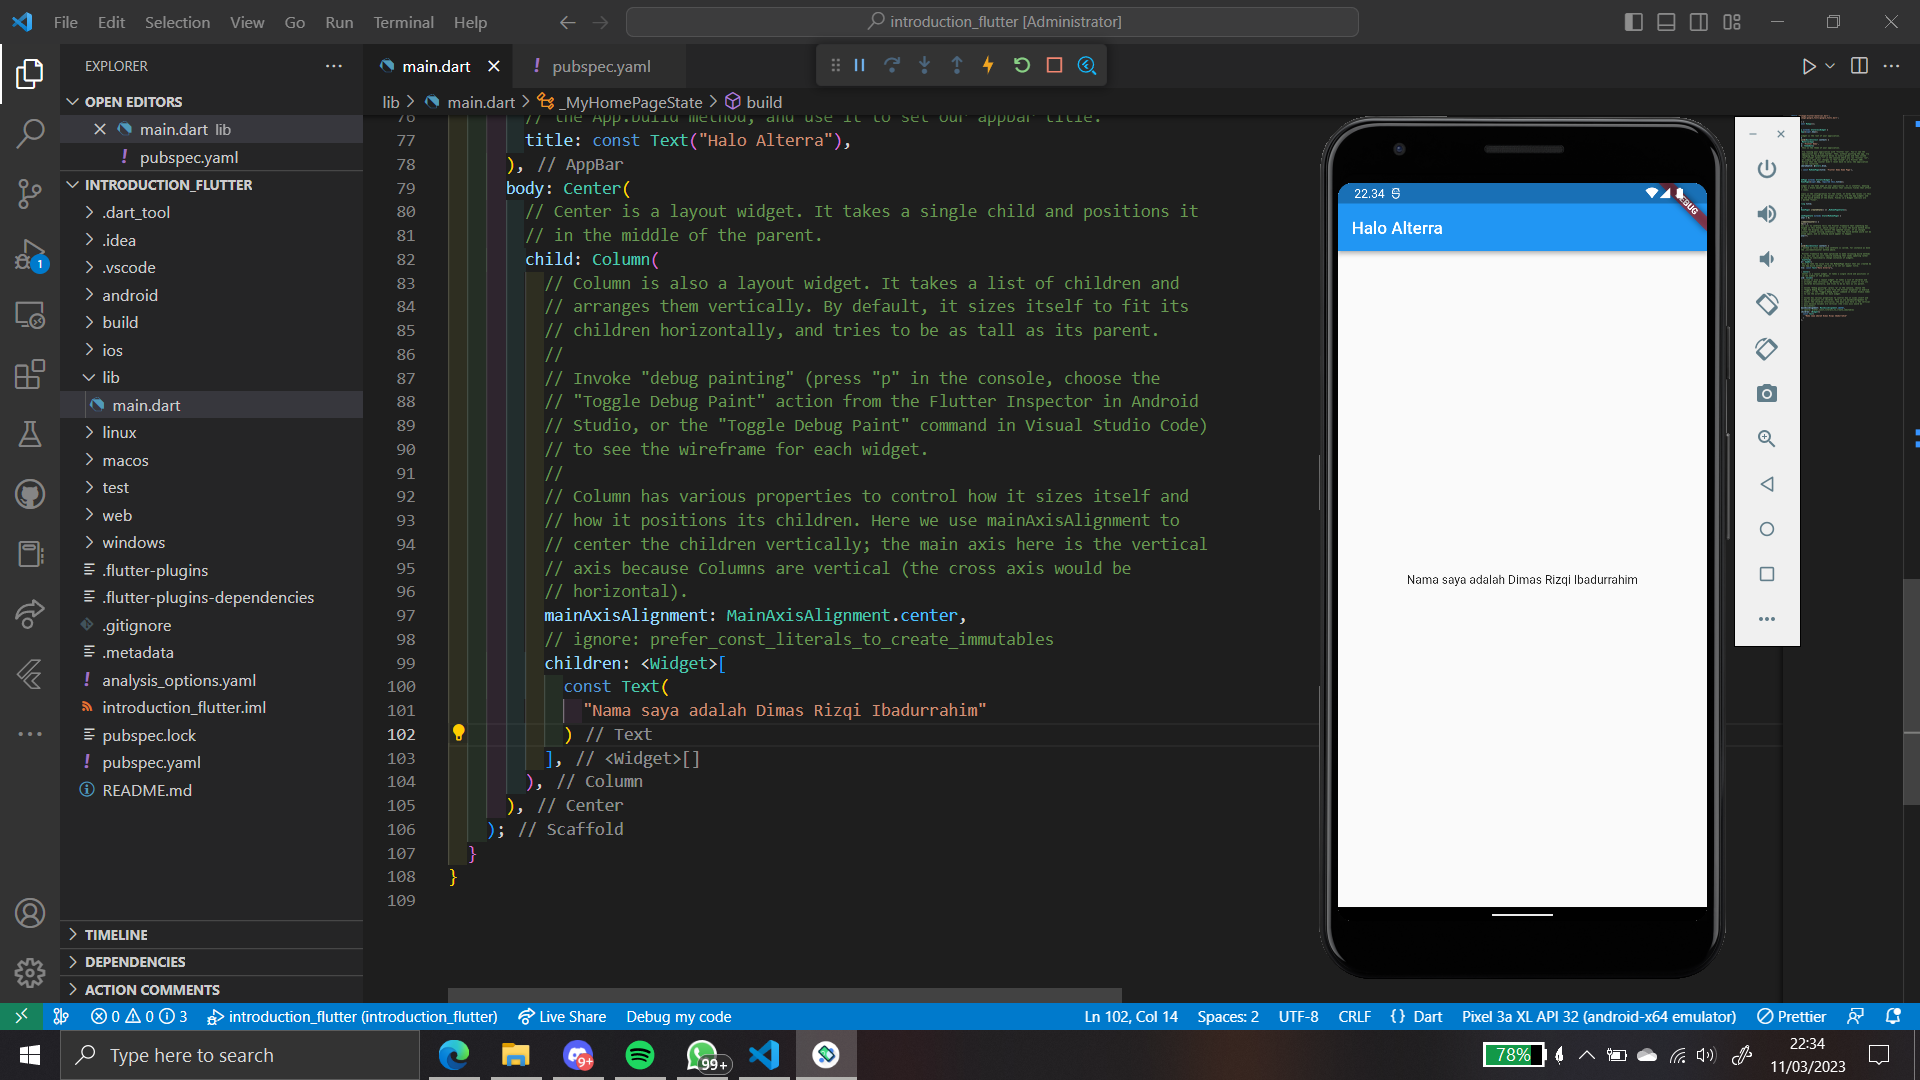 File Edit Selection View Go Run Terminal Help
introduction_flutter [Administrator]
EXPLORER
main.dart
pubspec.yaml
OPEN EDITORS
main.dart lib
pubspec.yaml
INTRODUCTION_FLUTTER
.dart_tool
.idea
.vscode
android
build
ios
lib
main.dart
linux
macos
test
web
windows
.flutter-plugins
.flutter-plugins-dependencies
.gitignore
.metadata
analysis_options.yaml
introduction_flutter.iml
pubspec.lock
pubspec.yaml
README.md
TIMELINE
DEPENDENCIES
ACTION COMMENTS
lib > main.dart > _MyHomePageState > build
76 // the App.build method, and use it to set our appbar title.
77 title: const Text("Halo Alterra"),
78 ), // AppBar
79 body: Center(
80 // Center is a layout widget. It takes a single child and positions it
81 // in the middle of the parent.
82 child: Column(
83 // Column is also a layout widget. It takes a list of children and
84 // arranges them vertically. By default, it sizes itself to fit its
85 // children horizontally, and tries to be as tall as its parent.
86 //
87 // Invoke "debug painting" (press "p" in the console, choose the
88 // "Toggle Debug Paint" action from the Flutter Inspector in Android
89 // Studio, or the "Toggle Debug Paint" command in Visual Studio Code)
90 // to see the wireframe for each widget.
91 //
92 // Column has various properties to control how it sizes itself and
93 // how it positions its children. Here we use mainAxisAlignment to
94 // center the children vertically; the main axis here is the vertical
95 // axis because Columns are vertical (the cross axis would be
96 // horizontal).
97 mainAxisAlignment: MainAxisAlignment.center,
98 // ignore: prefer_const_literals_to_create_immutables
99 children: <Widget>[
100 const Text(
101 "Nama saya adalah Dimas Rizqi Ibadurrahim"
102 ) // Text
103 ], // <Widget>[]
104 ), // Column
105 ), // Center
106 ); // Scaffold
107 }
108 }
109
22.34
DEBUG
Halo Alterra
Nama saya adalah Dimas Rizqi Ibadurrahim
1
0 0 3 introduction_flutter (introduction_flutter) Live Share Debug my code
Ln 102, Col 14 Spaces: 2 UTF-8 CRLF {} Dart Pixel 3a XL API 32 (android-x64 emulator) Prettier
Type here to search
9+
99+
78%
22:34
11/03/2023